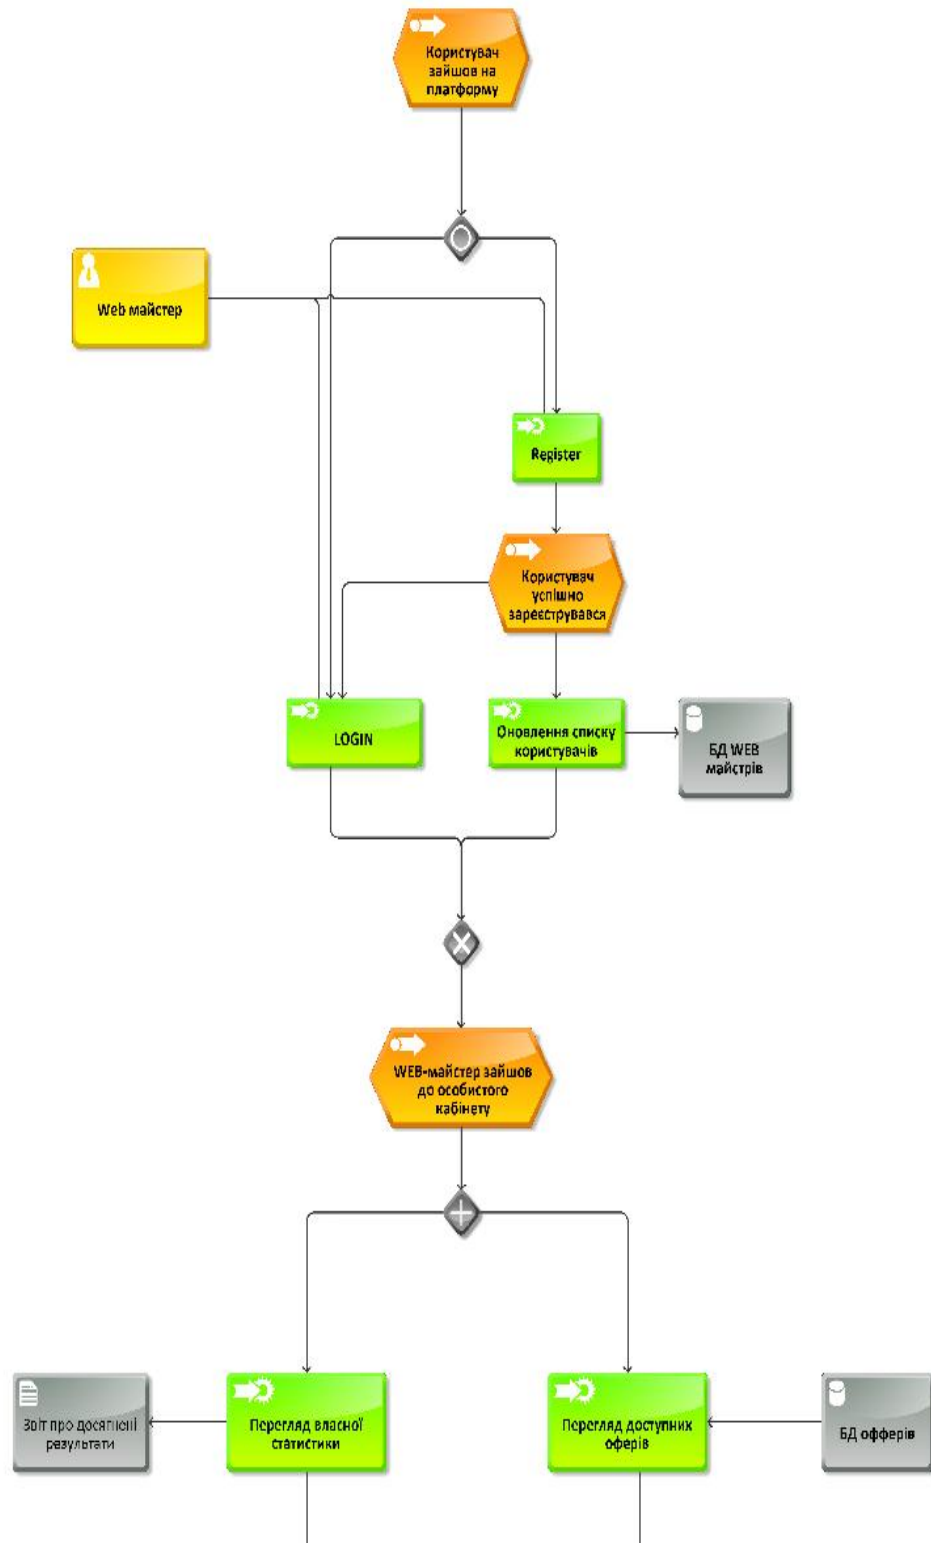 Користувач
зайшов на
платформу
Web майстер
Register
Користувач
успішно
зареєструвався
LOGIN
Оновлення списку
користувачів
БД WEB
майстрів
WEB-майстер зайшов
до особистого
кабінету
Звіт про досягнені
результати
Перегляд власної
статистики
Перегляд доступних
оферів
БД офферів